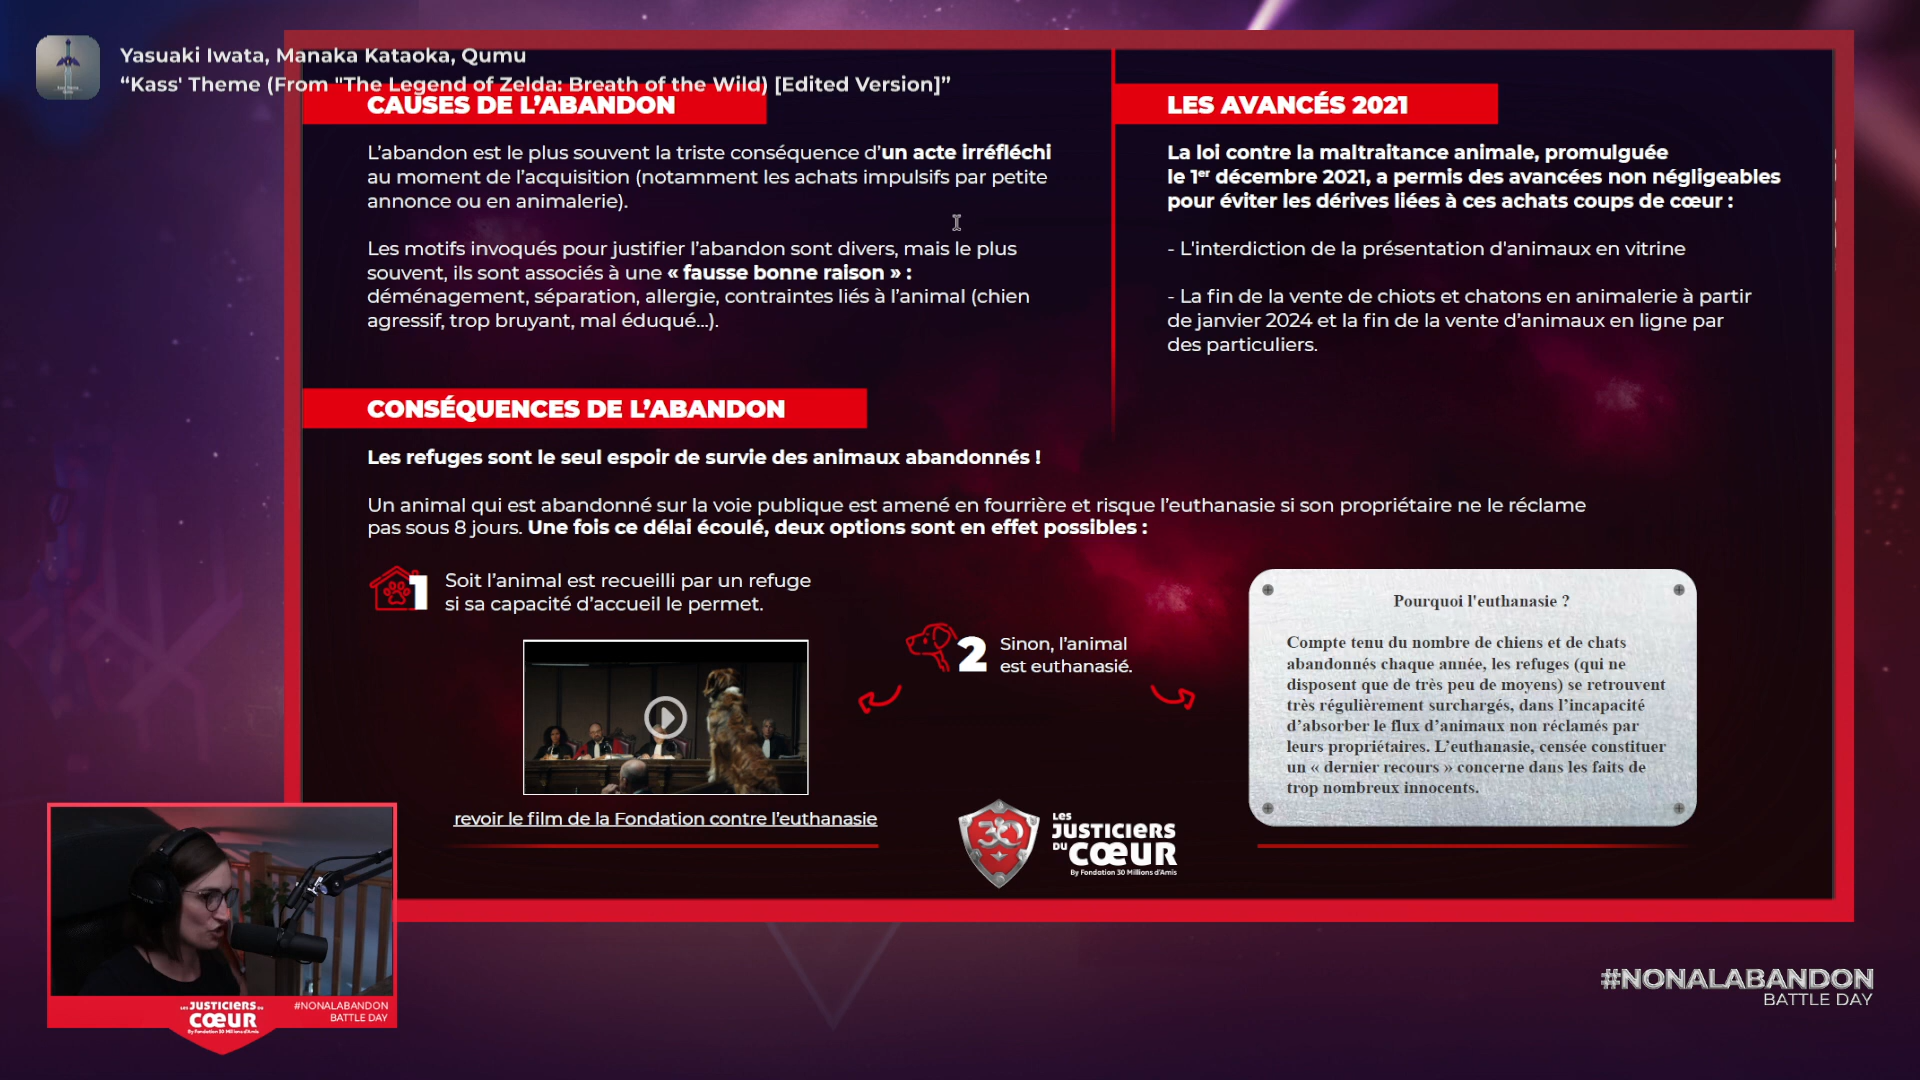 Yasuaki Iwata, Manaka Kataoka, Qumu
“Kass' Theme (From "The Legend of Zelda: Breath of the Wild) [Edited Version]”
CAUSES DE L’ABANDON
L’abandon est le plus souvent la triste conséquence d’un acte irréfléchi
au moment de l’acquisition (notamment les achats impulsifs par petite
annonce ou en animalerie).
Les motifs invoqués pour justifier l’abandon sont divers, mais le plus
souvent, ils sont associés à une « fausse bonne raison » :
déménagement, séparation, allergie, contraintes liés à l’animal (chien
agressif, trop bruyant, mal éduqué...).
LES AVANCÉS 2021
La loi contre la maltraitance animale, promulguée
le 1er décembre 2021, a permis des avancées non négligeables
pour éviter les dérives liées à ces achats coups de cœur :
- L'interdiction de la présentation d'animaux en vitrine
- La fin de la vente de chiots et chatons en animalerie à partir
de janvier 2024 et la fin de la vente d’animaux en ligne par
des particuliers.
CONSÉQUENCES DE L’ABANDON
Les refuges sont le seul espoir de survie des animaux abandonnés !
Un animal qui est abandonné sur la voie publique est amené en fourrière et risque l’euthanasie si son propriétaire ne le réclame
pas sous 8 jours. Une fois ce délai écoulé, deux options sont en effet possibles :
1
Soit l’animal est recueilli par un refuge
si sa capacité d’accueil le permet.
revoir le film de la Fondation contre l’euthanasie
2
Sinon, l’animal
est euthanasié.
Pourquoi l'euthanasie ?
Compte tenu du nombre de chiens et de chats
abandonnés chaque année, les refuges (qui ne
disposent que de très peu de moyens) se retrouvent
très régulièrement surchargés, dans l’incapacité
d’absorber le flux d’animaux non réclamés par
leurs propriétaires. L’euthanasie, censée constituer
un « dernier recours » concerne dans les faits de
trop nombreux innocents.
30
LES
JUSTICIERS
DU CŒUR
By Fondation 30 Millions d'Amis
LES JUSTICIERS DU
CŒUR
By Fondation 30 Millions d'Amis
#NONALABANDON
BATTLE DAY
#NONALABANDON
BATTLE DAY